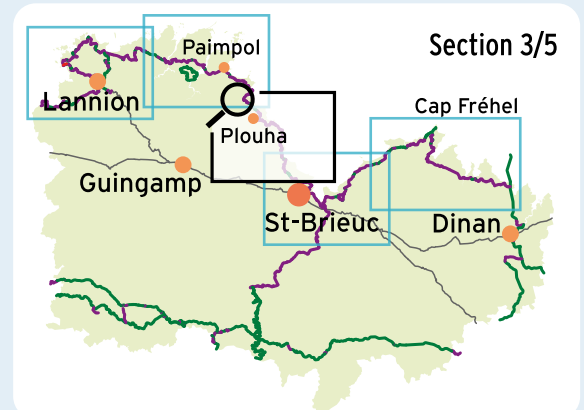 Section 3/5
Paimpol
Lannion
Cap Fréhel
Plouha
Guingamp
St-Brieuc
Dinan